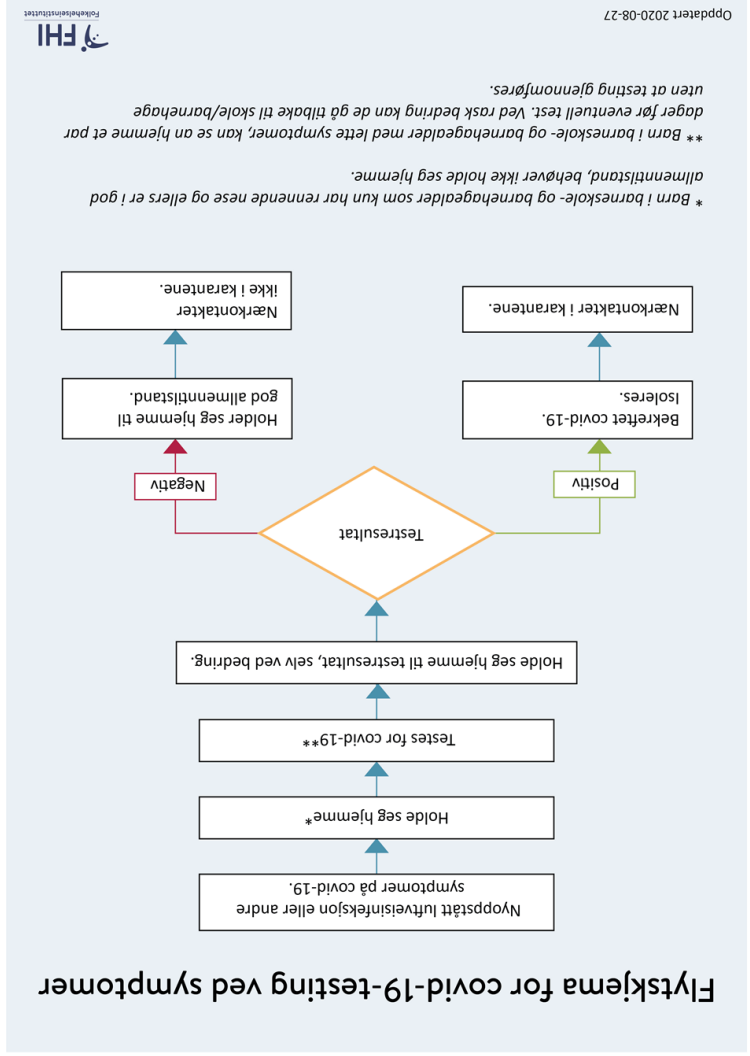 Flytskjema for covid-19-testing ved symptomer
Nyoppstått luftveisinfeksjon eller andre
symptomer på covid-19.
Holde seg hjemme*
Testes for covid-19**
Holde seg hjemme til testresultat, selv ved bedring.
Testresultat
Positiv
Bekreftet covid-19.
Isoleres.
Nærkontakter i karantene.
Negativ
Holder seg hjemme til
god allmenntilstand.
Nærkontakter
ikke i karantene.
* Barn i barneskole- og barnehagealder som kun har rennende nese og ellers er i god
allmenntilstand, behøver ikke holde seg hjemme.
** Barn i barneskole- og barnehagealder med lette symptomer, kan se an hjemme et par
dager før eventuell test. Ved rask bedring kan de gå tilbake til skole/barnehage
uten at testing gjennomføres.
Oppdatert 2020-08-27
FHI
Folkehelseinstituttet